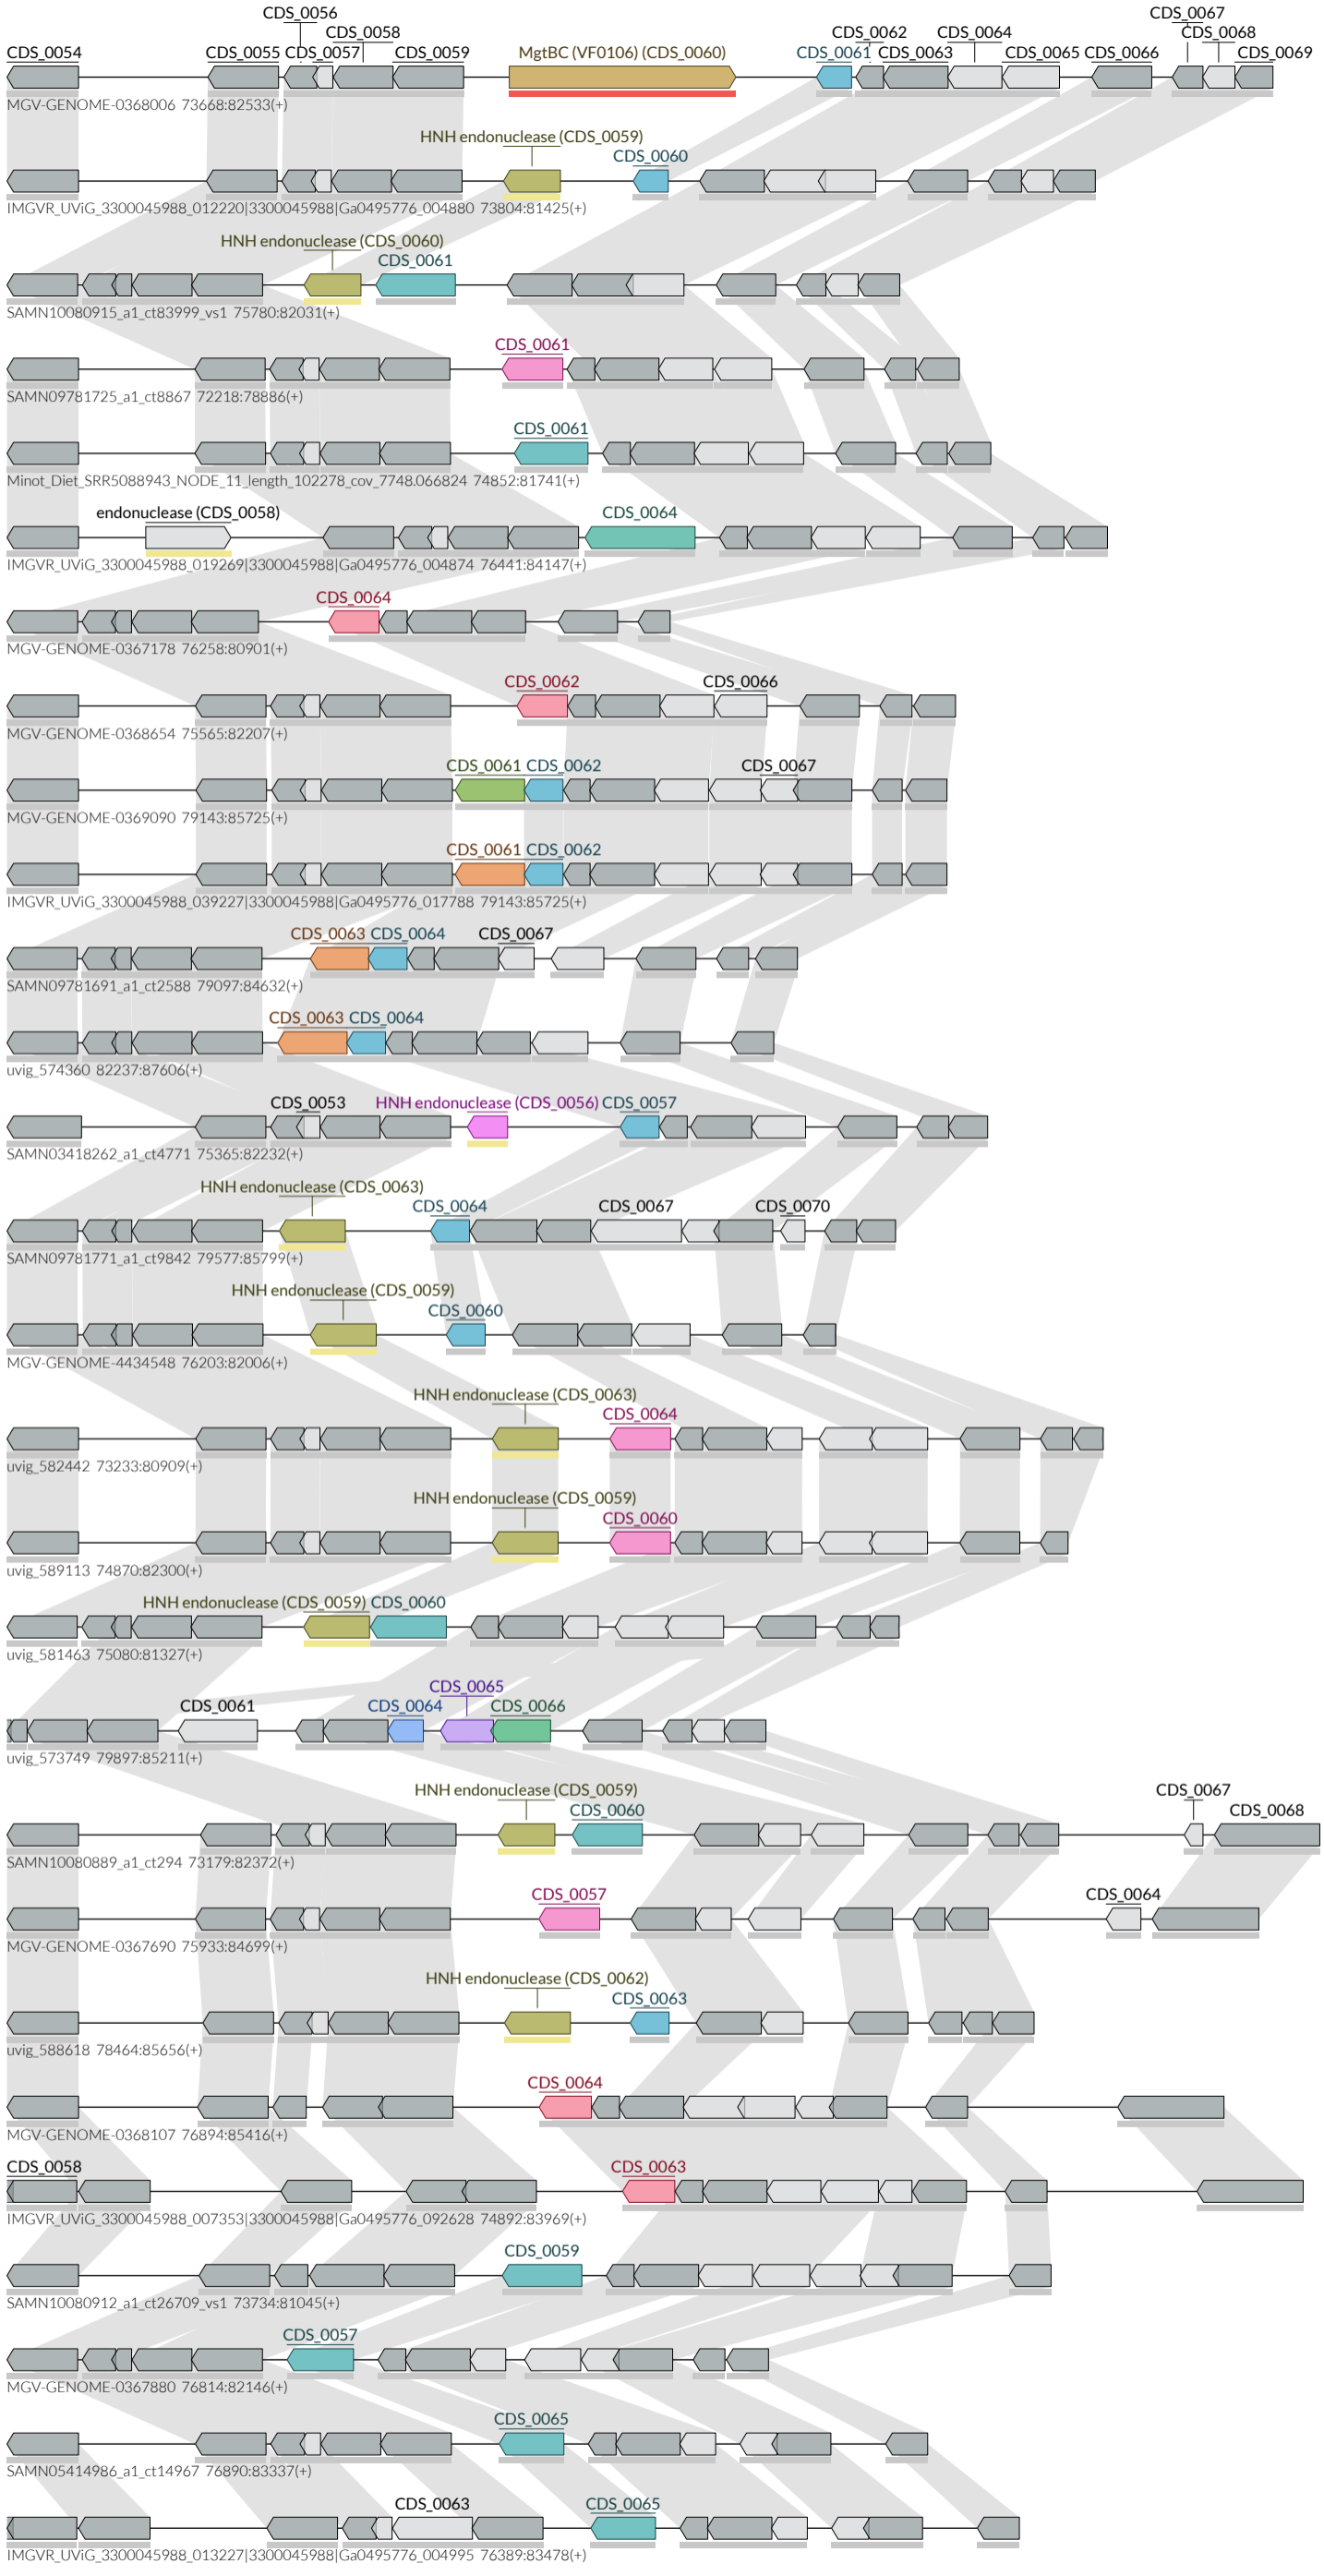 CDS_0056 CDS_0067
CDS_0058 CDS_0062 CDS_0064 CDS_0068
CDS_0054 CDS_0055 CDS_0057 CDS_0059 MgtBC (VF0106) (CDS_0060) CDS_0061 CDS_0063 CDS_0065 CDS_0066 CDS_0069
MGV-GENOME-0368006 73668:82533(+)
HNH endonuclease (CDS_0059)
CDS_0060
IMGVR_UViG_3300045988_012220|3300045988|Ga0495776_004880 73804:81425(+)
HNH endonuclease (CDS_0060)
CDS_0061
SAMN10080915_a1_ct83999_vs1 75780:82031(+)
CDS_0061
SAMN09781725_a1_ct8867 72218:78886(+)
CDS_0061
Minot_Diet_SRR5088943_NODE_11_length_102278_cov_7748.066824 74852:81741(+)
endonuclease (CDS_0058) CDS_0064
IMGVR_UViG_3300045988_019269|3300045988|Ga0495776_004874 76441:84147(+)
CDS_0064
MGV-GENOME-0367178 76258:80901(+)
CDS_0062 CDS_0066
MGV-GENOME-0368654 75565:82207(+)
CDS_0061 CDS_0062 CDS_0067
MGV-GENOME-0369090 79143:85725(+)
CDS_0061 CDS_0062
IMGVR_UViG_3300045988_039227|3300045988|Ga0495776_017788 79143:85725(+)
CDS_0063 CDS_0064 CDS_0067
SAMN09781691_a1_ct2588 79097:84632(+)
CDS_0063 CDS_0064
uvig_574360 82237:87606(+)
CDS_0053 HNH endonuclease (CDS_0056) CDS_0057
SAMN03418262_a1_ct4771 75365:82232(+)
HNH endonuclease (CDS_0063)
CDS_0064 CDS_0067 CDS_0070
SAMN09781771_a1_ct9842 79577:85799(+)
HNH endonuclease (CDS_0059)
CDS_0060
MGV-GENOME-4434548 76203:82006(+)
HNH endonuclease (CDS_0063)
CDS_0064
uvig_582442 73233:80909(+)
HNH endonuclease (CDS_0059)
CDS_0060
uvig_589113 74870:82300(+)
HNH endonuclease (CDS_0059) CDS_0060
uvig_581463 75080:81327(+)
CDS_0065
CDS_0061 CDS_0064 CDS_0066
uvig_573749 79897:85211(+)
HNH endonuclease (CDS_0059) CDS_0067
CDS_0060 CDS_0068
SAMN10080889_a1_ct294 73179:82372(+)
CDS_0057 CDS_0064
MGV-GENOME-0367690 75933:84699(+)
HNH endonuclease (CDS_0062)
CDS_0063
uvig_588618 78464:85656(+)
CDS_0064
MGV-GENOME-0368107 76894:85416(+)
CDS_0058 CDS_0063
IMGVR_UViG_3300045988_007353|3300045988|Ga0495776_092628 74892:83969(+)
CDS_0059
SAMN10080912_a1_ct26709_vs1 73734:81045(+)
CDS_0057
MGV-GENOME-0367880 76814:82146(+)
CDS_0065
SAMN05414986_a1_ct14967 76890:83337(+)
CDS_0063 CDS_0065
IMGVR_UViG_3300045988_013227|3300045988|Ga0495776_004995 76389:83478(+)